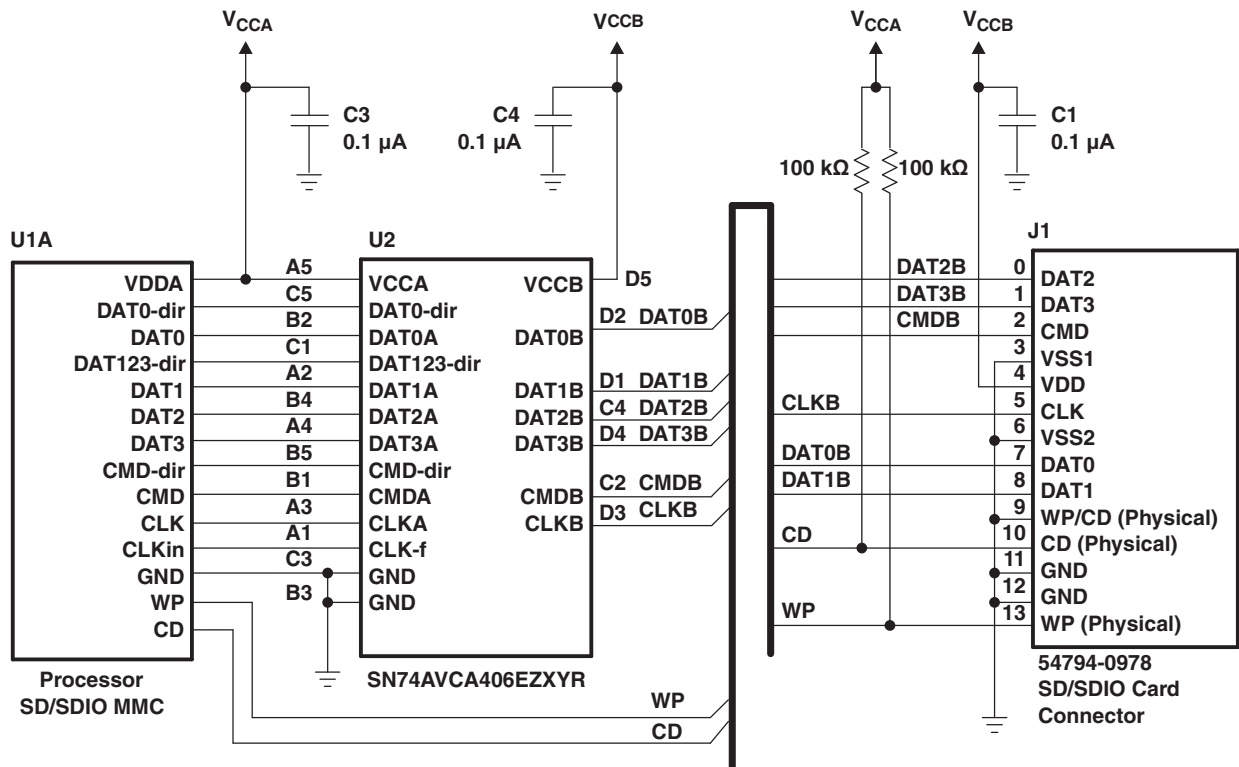 VCCA
VCCB
VCCA
VCCB
C3
0.1 µA
C4
0.1 µA
100 kΩ
100 kΩ
C1
0.1 µA
U1A
VDDA
DAT0-dir
DAT0
DAT123-dir
DAT1
DAT2
DAT3
CMD-dir
CMD
CLK
CLKin
GND
WP
CD
Processor
SD/SDIO MMC
A5
C5
B2
C1
A2
B4
A4
B5
B1
A3
A1
C3
B3
U2
VCCA
DAT0-dir
DAT0A
DAT123-dir
DAT1A
DAT2A
DAT3A
CMD-dir
CMDA
CLKA
CLK-f
GND
GND
VCCB
DAT0B
DAT1B
DAT2B
DAT3B
CMDB
CLKB
SN74AVCA406EZXYR
D5
D2 DAT0B
D1 DAT1B
C4 DAT2B
D4 DAT3B
C2 CMDB
D3 CLKB
WP
CD
DAT2B
DAT3B
CMDB
CLKB
DAT0B
DAT1B
CD
WP
J1
0 DAT2
1 DAT3
2 CMD
3 VSS1
4 VDD
5 CLK
6 VSS2
7 DAT0
8 DAT1
9 WP/CD (Physical)
10 CD (Physical)
11 GND
12 GND
13 WP (Physical)
54794-0978
SD/SDIO Card
Connector